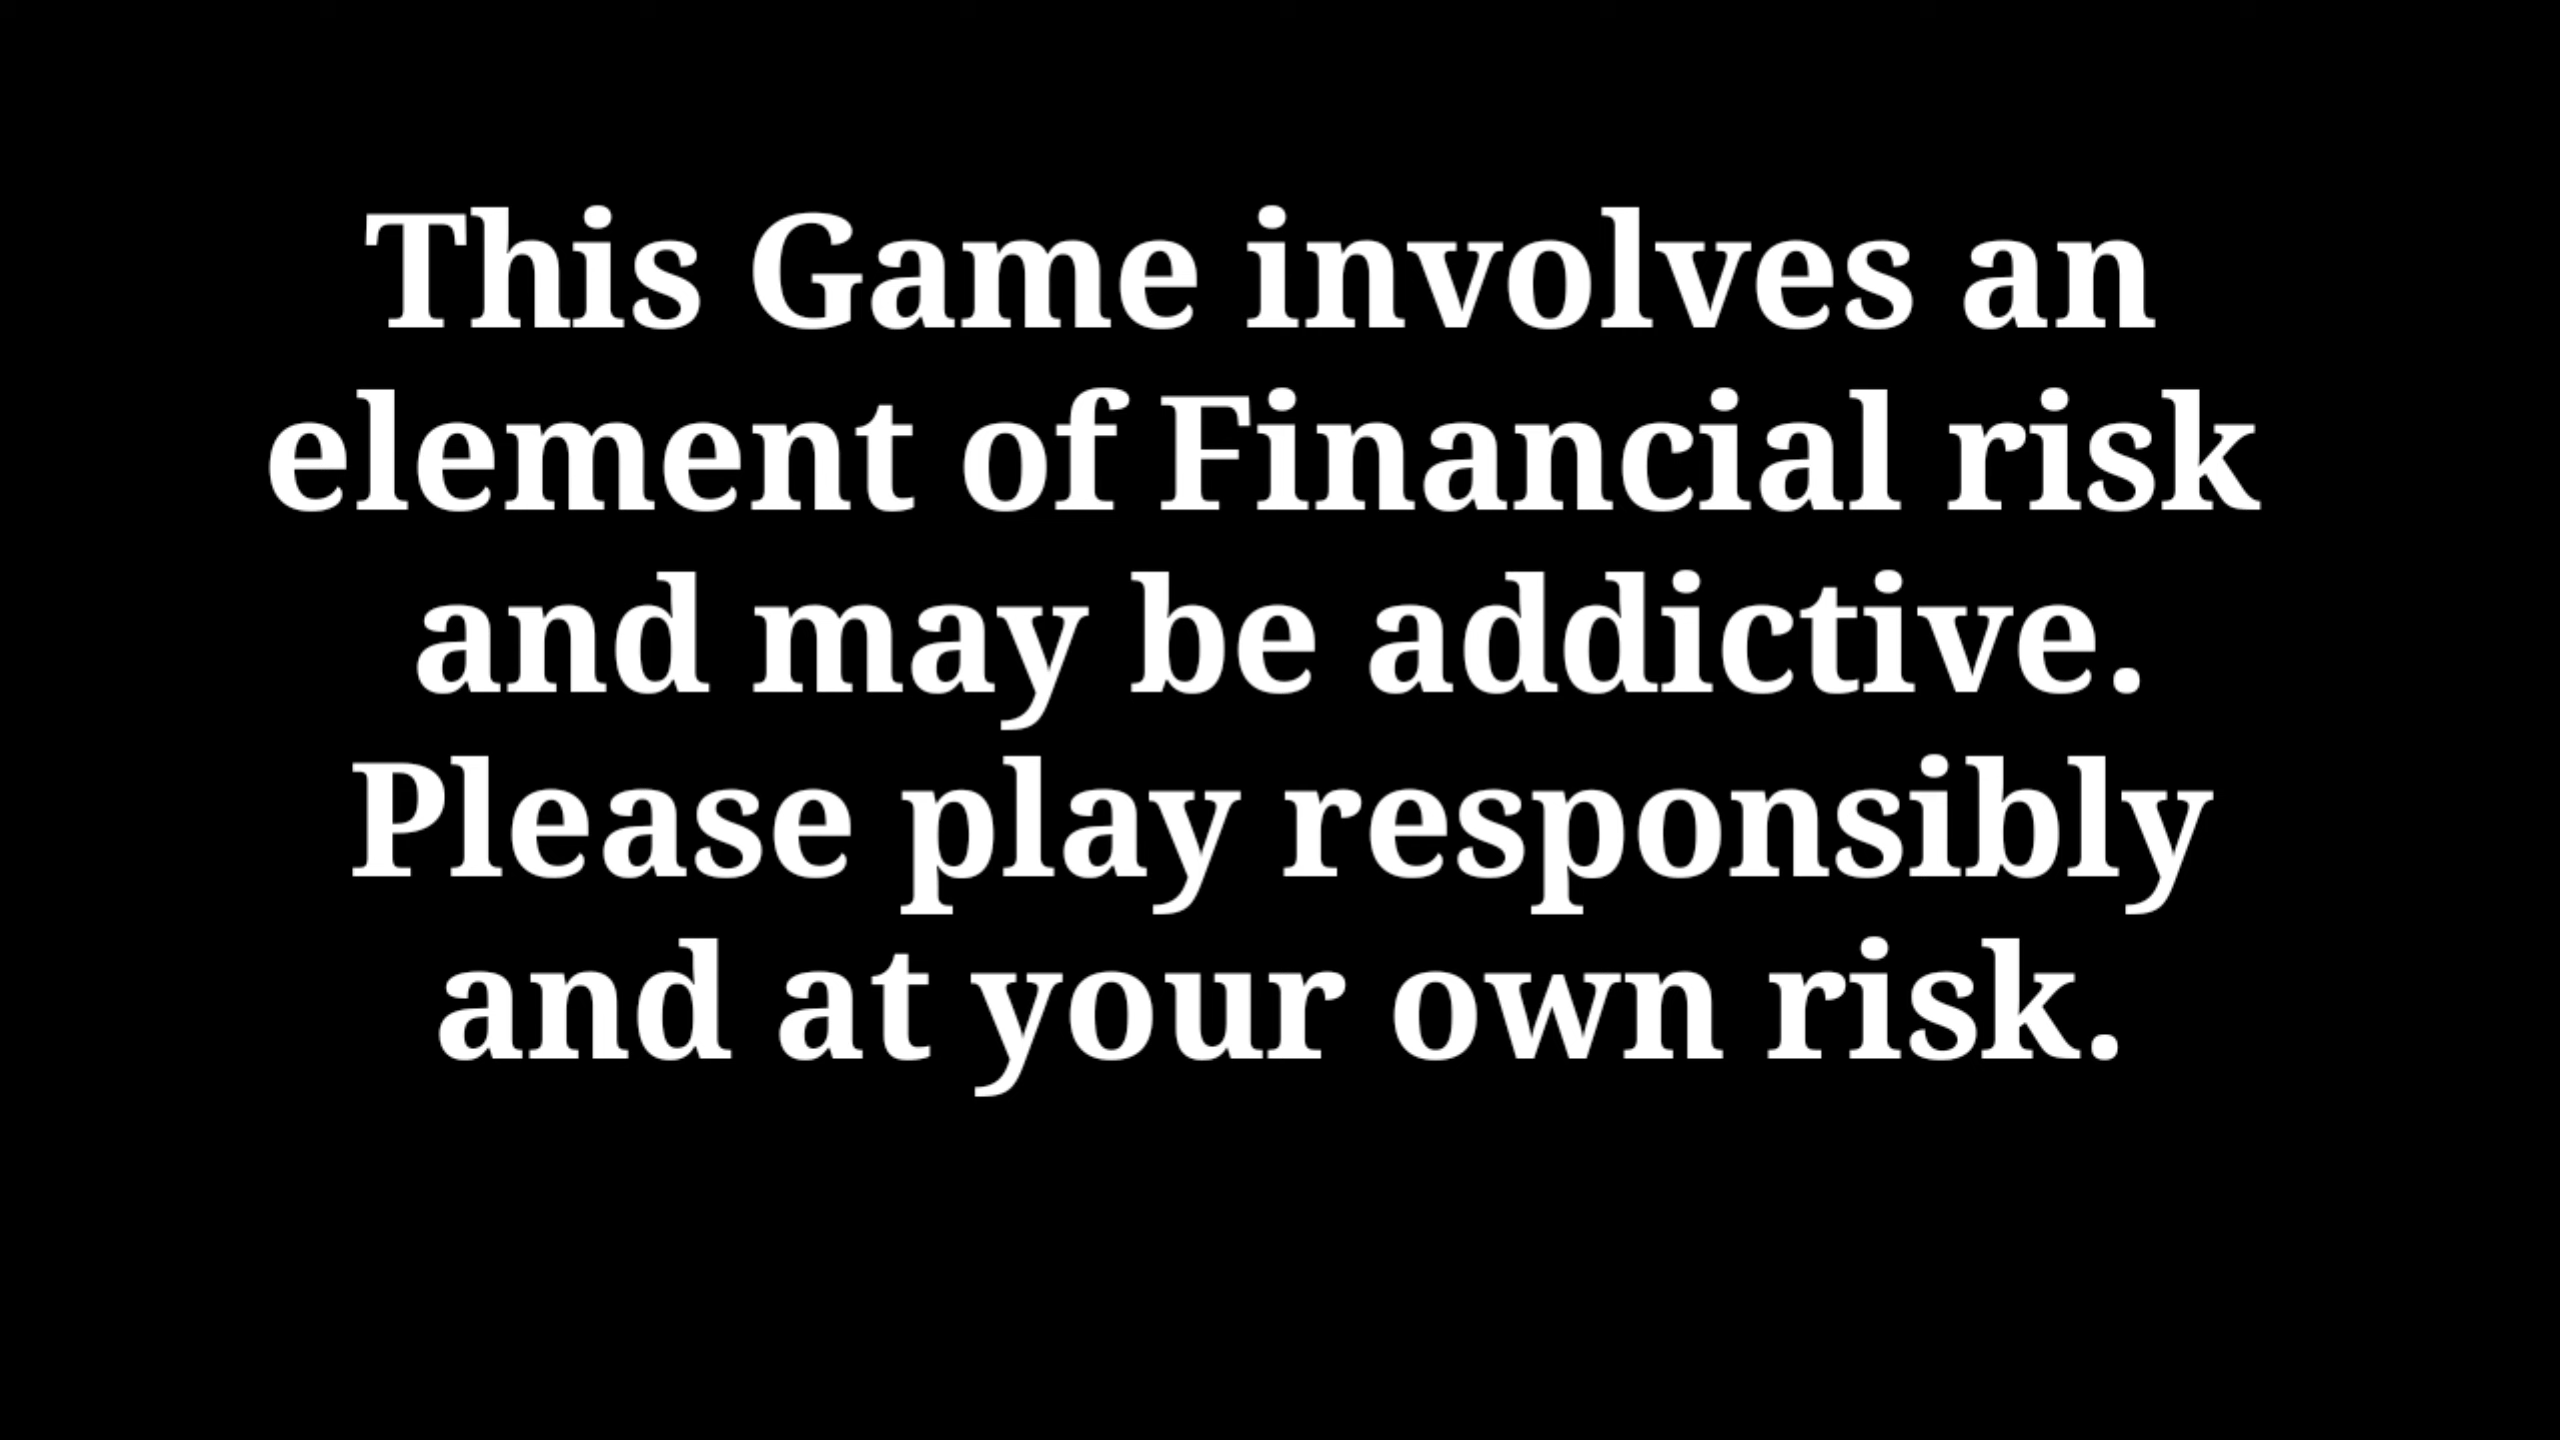 This Game involves an
element of Financial risk
and may be addictive.
Please play responsibly
and at your own risk.